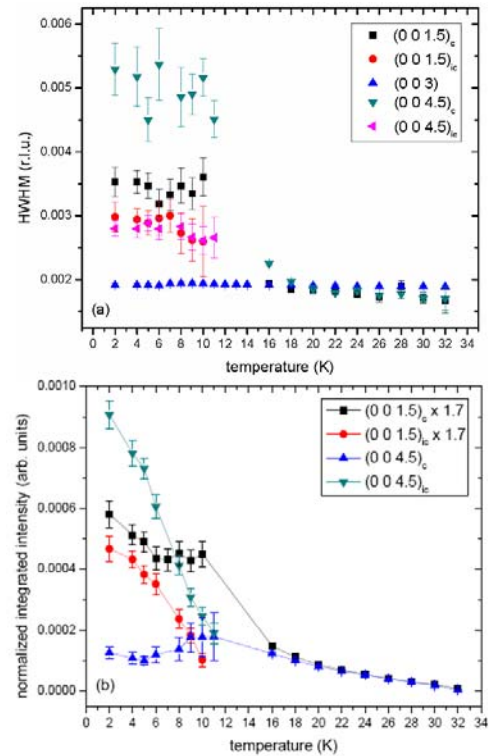 0.006
0.005
0.004
0.003
0.002
HWHM (r.l.u.)
(0 0 1.5)c
(0 0 1.5)ic
(0 0 3)
(0 0 4.5)c
(0 0 4.5)ic
(a)
0 2 4 6 8 10 12 14 16 18 20 22 24 26 28 30 32 34
temperature (K)
0.0010
0.0008
0.0006
0.0004
0.0002
0.0000
normalized integrated intensity (arb. units)
(0 0 1.5)c x 1.7
(0 0 1.5)ic x 1.7
(0 0 4.5)c
(0 0 4.5)ic
(b)
0 2 4 6 8 10 12 14 16 18 20 22 24 26 28 30 32 34
temperature (K)